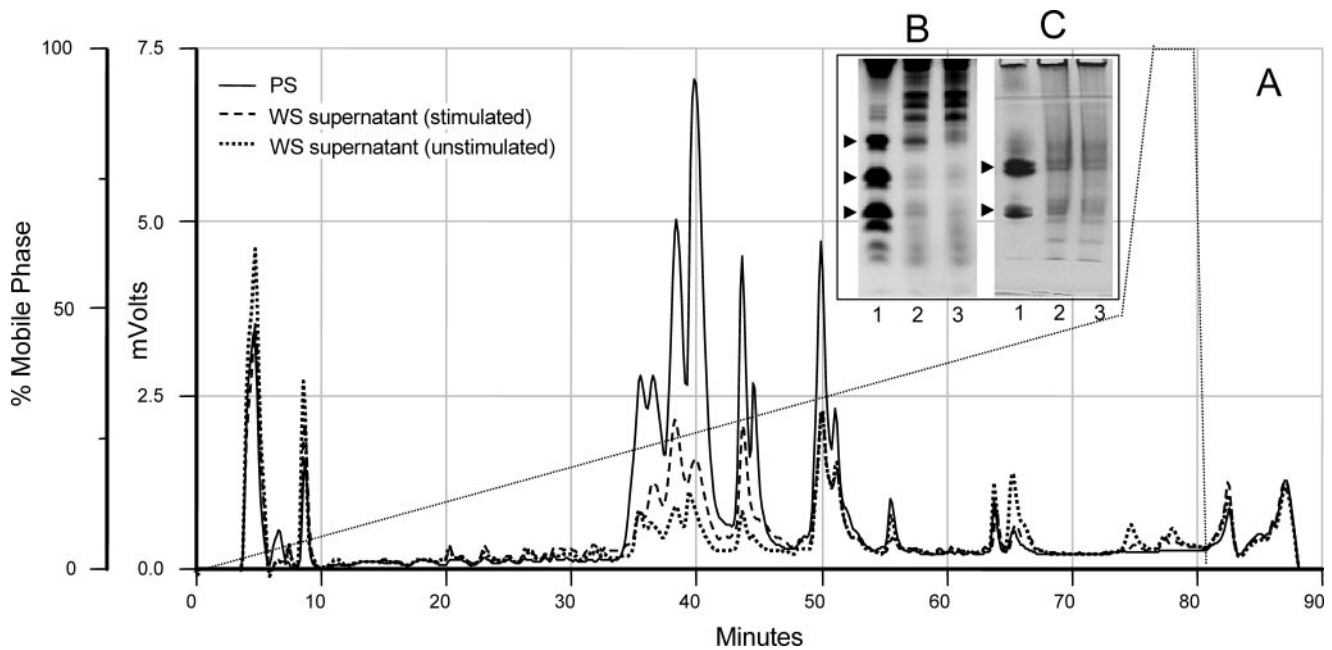 B C
A
100
7.5
PS
WS supernatant (stimulated)
WS supernatant (unstimulated)
5.0
50
2.5
0
0.0
% Mobile Phase
mVolts
1 2 3
1 2 3
0 10 20 30 40 50 60 70 80 90
Minutes